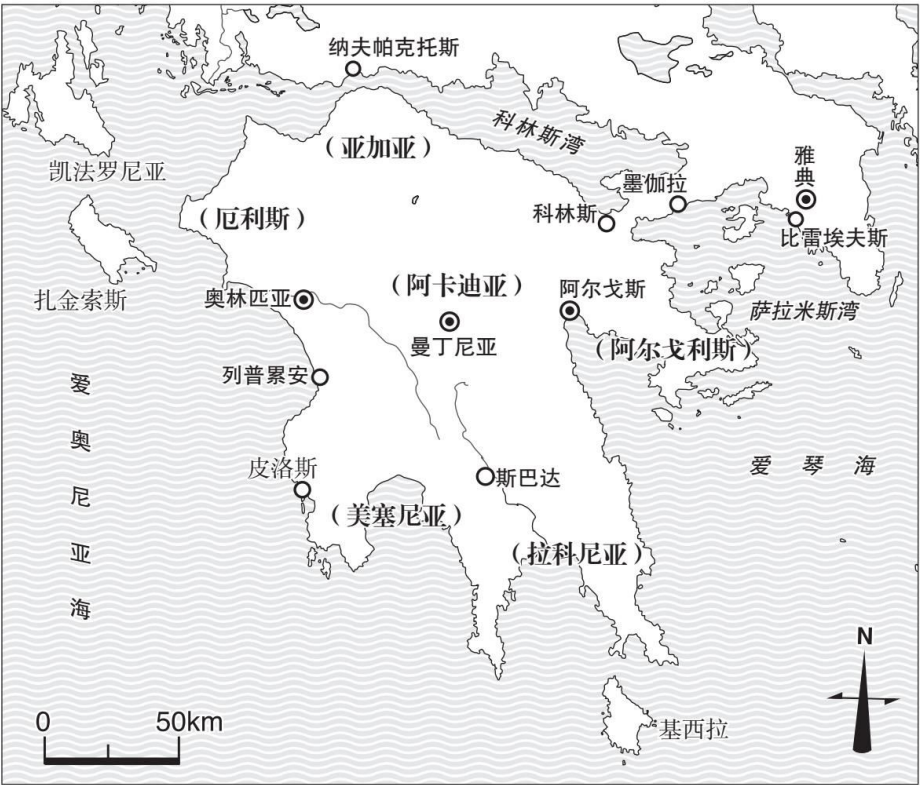 纳夫帕克托斯
科林斯湾
（亚加亚）
凯法罗尼亚
雅典
墨伽拉
（厄利斯）
科林斯
比雷埃夫斯
扎金索斯
（阿卡迪亚）
奥林匹亚
阿尔戈斯
萨拉米斯湾
曼丁尼亚
（阿尔戈利斯）
列普累安
爱奥尼亚海
爱琴海
皮洛斯
斯巴达
（美塞尼亚）
（拉科尼亚）
N
0 50km
基西拉